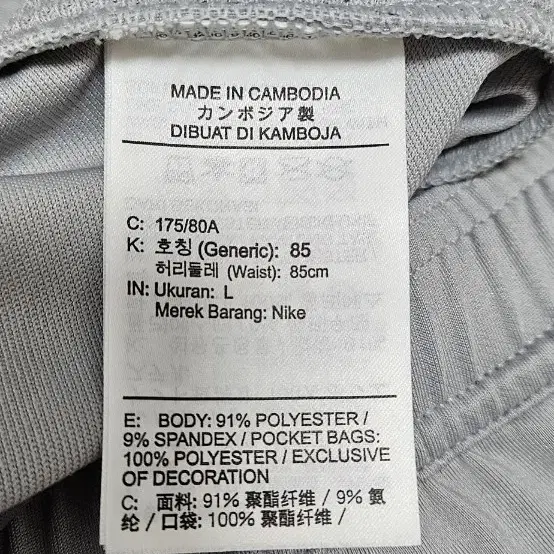 MADE IN CAMBODIA
カンボジア製
DIBUAT DI KAMBOJA
C: 175/80A
K: 호칭 (Generic): 85
허리둘레 (Waist): 85cm
IN: Ukuran: L
Merek Barang: Nike
E: BODY: 91% POLYESTER /
9% SPANDEX / POCKET BAGS:
100% POLYESTER / EXCLUSIVE
OF DECORATION
C: 面料: 91% 聚酯纤维 / 9% 氨
纶 / 口袋: 100% 聚酯纤维 /